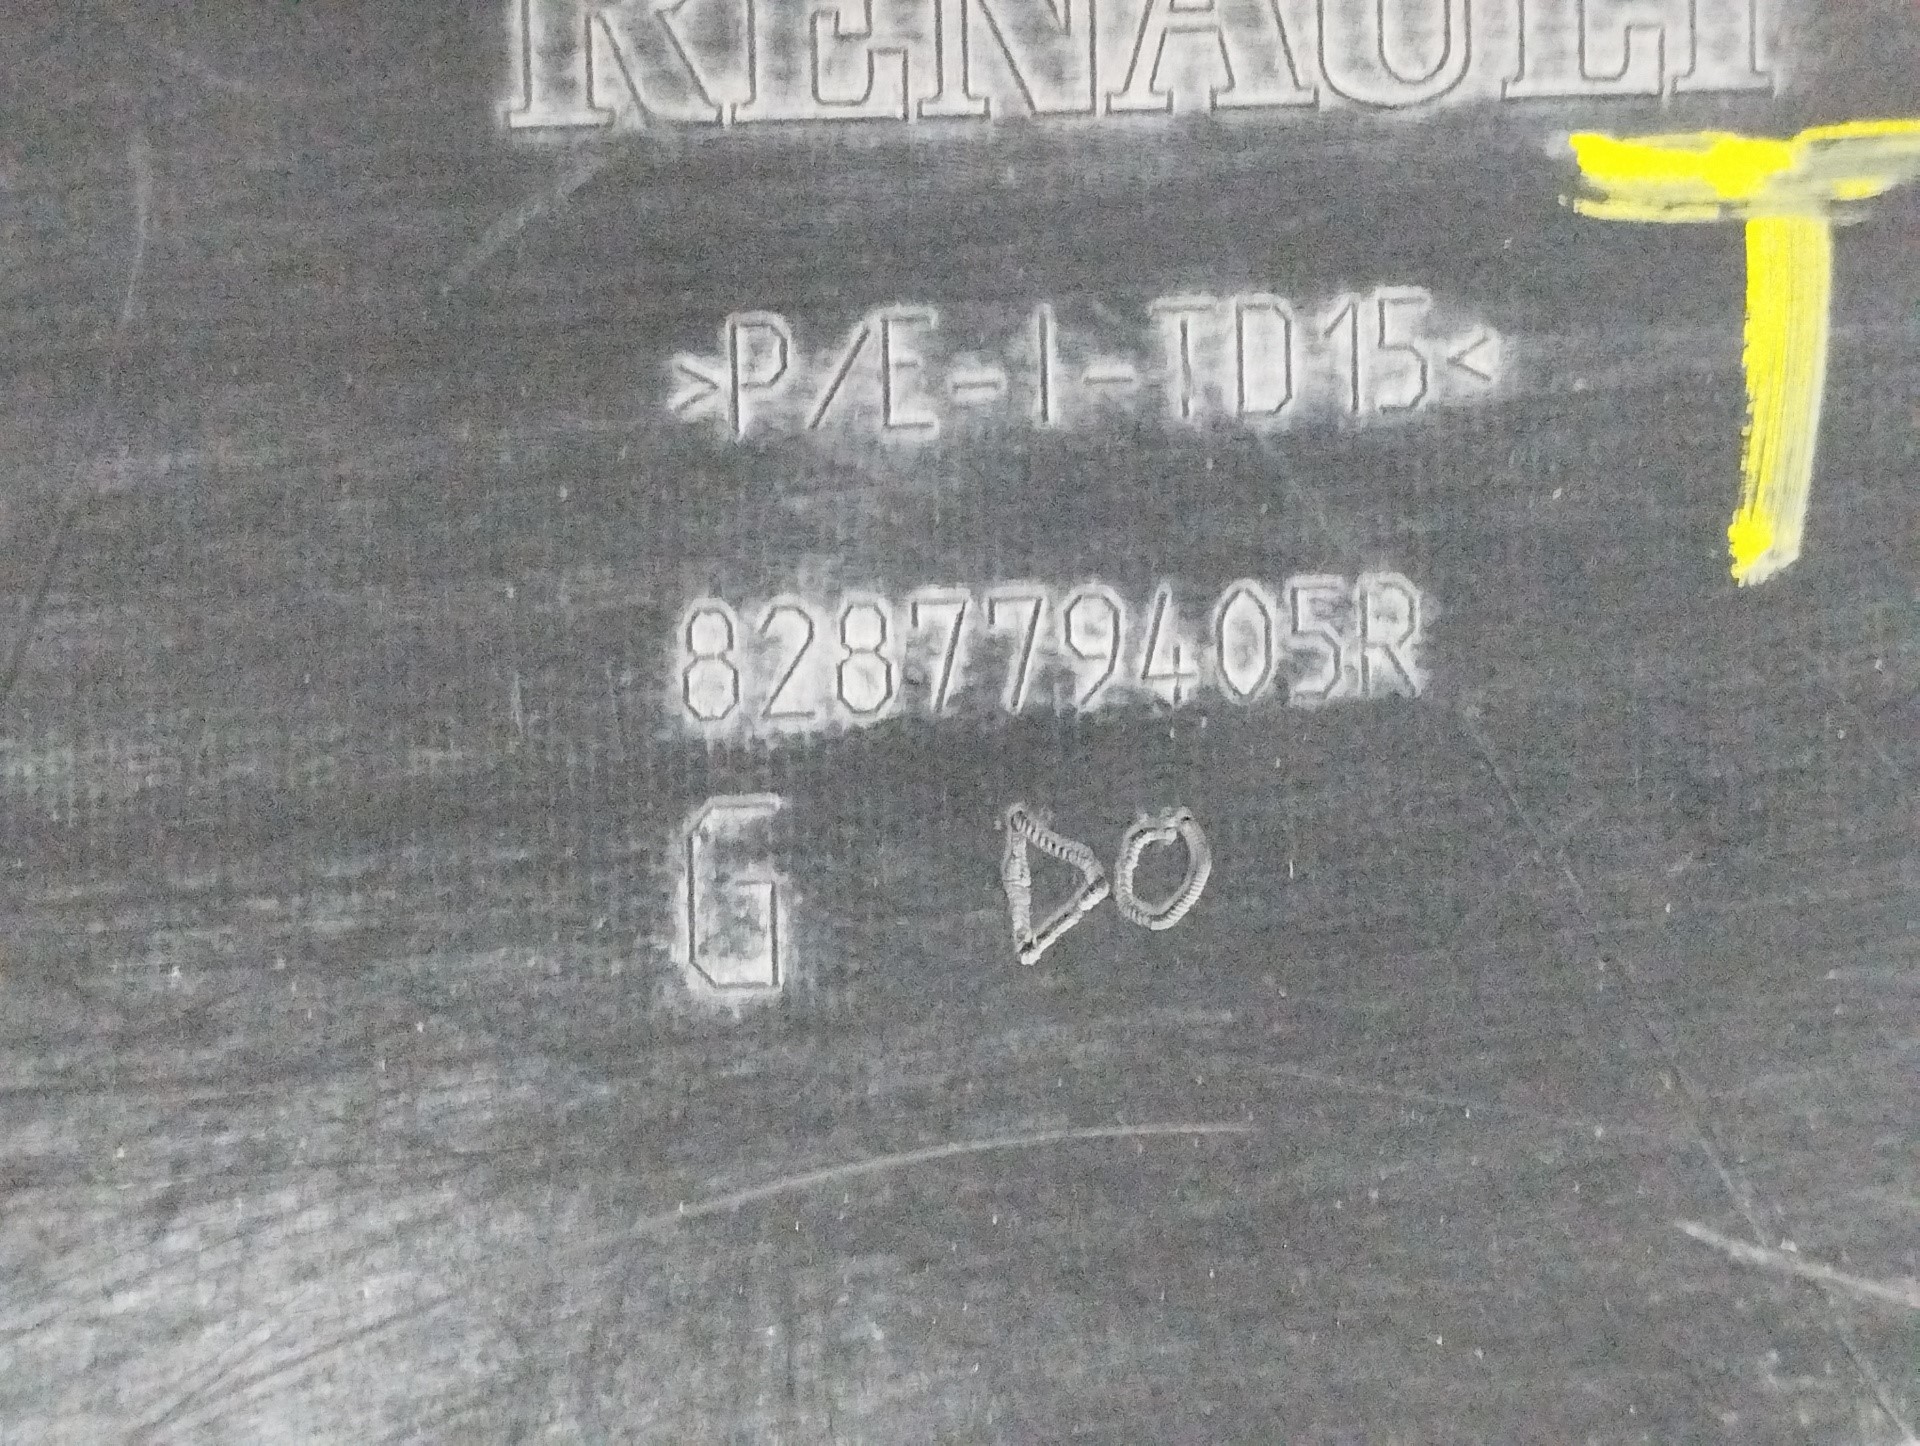 RENAULT
T
>P/E-I-TD15<
828779405R
G DO